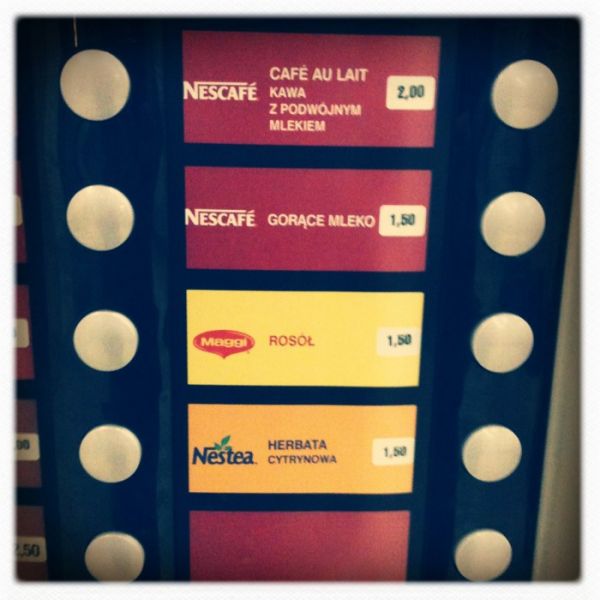 NESCAFÉ
CAFÉ AU LAIT
KAWA
Z PODWÓJNYM
MLEKIEM
2,00
NESCAFÉ GORĄCE MLEKO 1,50
Maggi ROSÓŁ 1,50
Nestea HERBATA
CYTRYNOWA
1,50